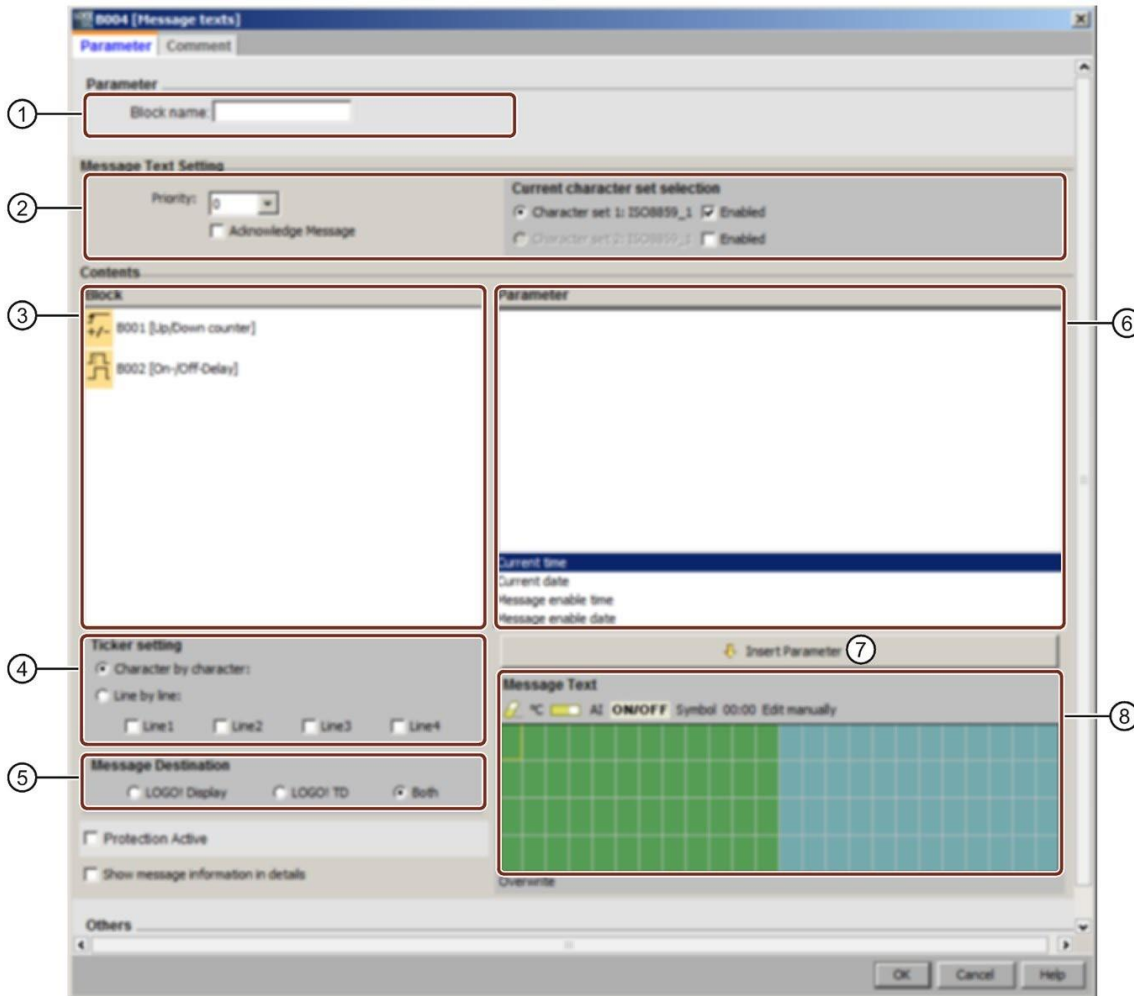 B004 [Message texts]
Parameter Comment
Parameter
① Block name:
Message Text Setting
② Priority: 0
Acknowledge Message
Current character set selection
Character set 1: ISO8859_1 Enabled
Character set 2: ISO8859_1 Enabled
Contents
③ Block
B001 [Up/Down counter]
B002 [On-/Off-Delay]
Parameter ⑥
Current time
Current date
Message enable time
Message enable date
④ Ticker setting
Character by character:
Line by line:
Line1 Line2 Line3 Line4
⑤ Message Destination
LOGO! Display LOGO! TD Both
Protection Active
Show message information in details
Insert Parameter ⑦
Message Text
°C AI ON/OFF Symbol 00:00 Edit manually ⑧
Overwrite
Others
OK Cancel Help